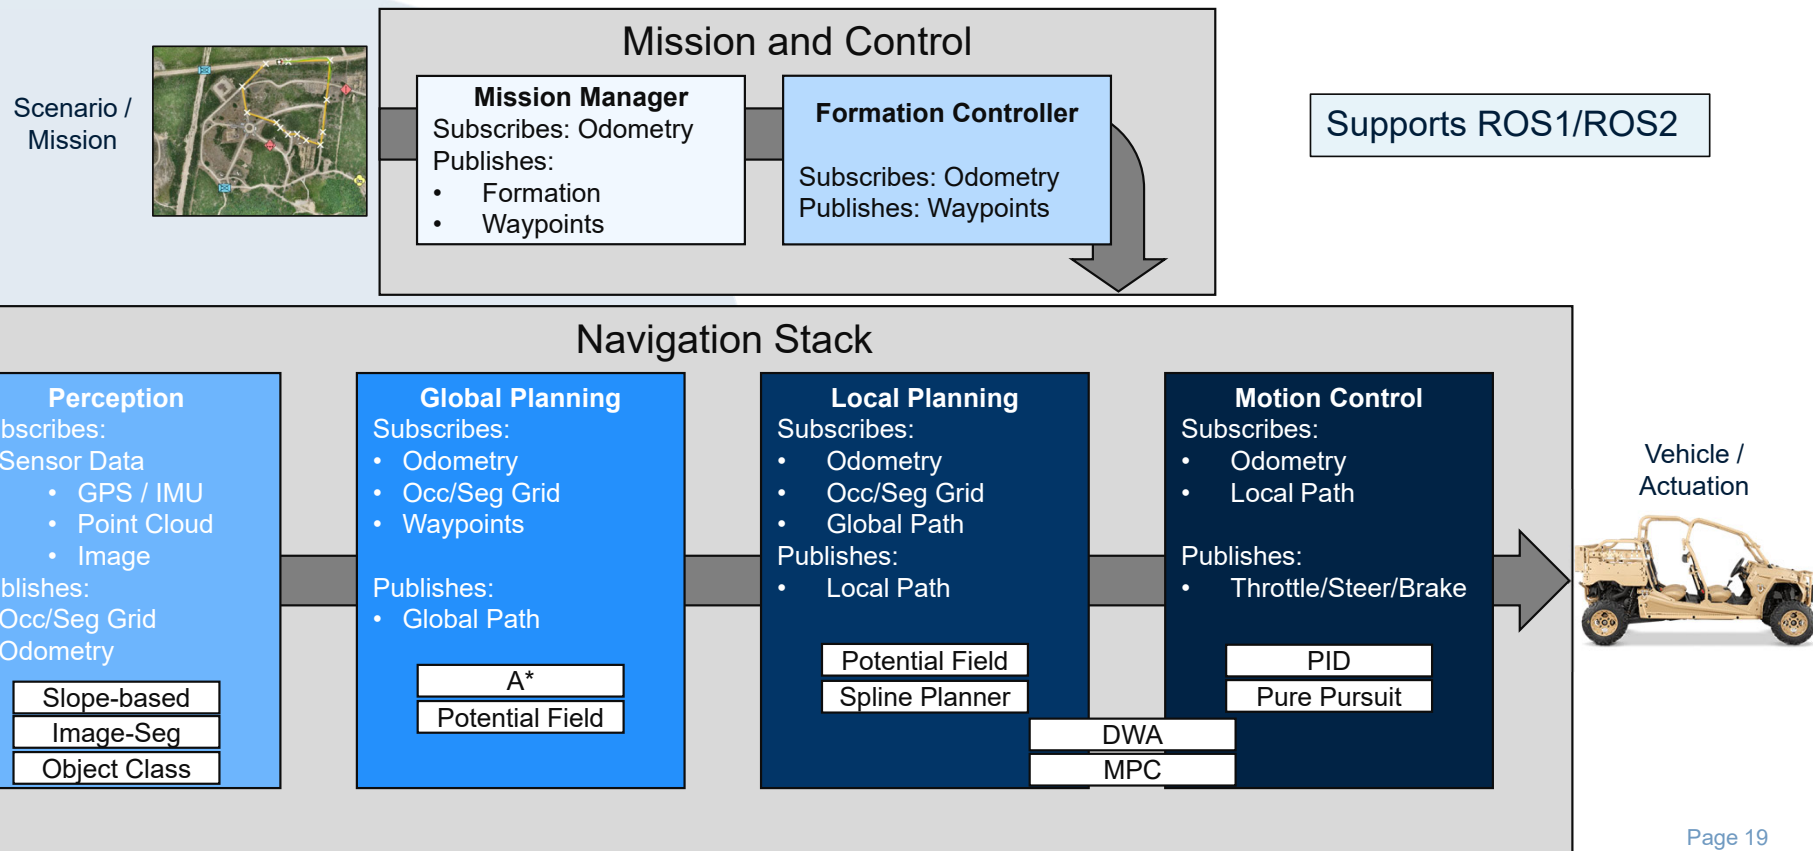 Mission and Control
Scenario /
Mission
Mission Manager
Subscribes: Odometry
Publishes:
• Formation
• Waypoints
Formation Controller
Subscribes: Odometry
Publishes: Waypoints
Supports ROS1/ROS2
Navigation Stack
Perception
bscribes:
Sensor Data
• GPS / IMU
• Point Cloud
• Image
blishes:
Occ/Seg Grid
Odometry
Slope-based
Image-Seg
Object Class
Global Planning
Subscribes:
• Odometry
• Occ/Seg Grid
• Waypoints
Publishes:
• Global Path
A*
Potential Field
Local Planning
Subscribes:
• Odometry
• Occ/Seg Grid
• Global Path
Publishes:
• Local Path
Potential Field
Spline Planner
DWA
MPC
Motion Control
Subscribes:
• Odometry
• Local Path
Publishes:
• Throttle/Steer/Brake
PID
Pure Pursuit
Vehicle /
Actuation
Page 19